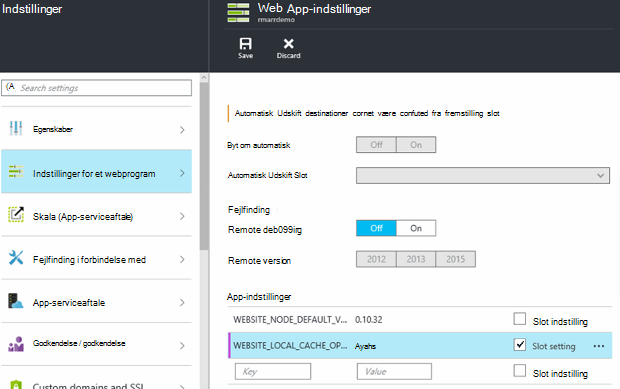 Indstillinger
Web App-indstillinger
rmarrdemo
Save
Discard
(A Search settings
Egenskaber
Indstillinger for et webprogram
Skala (App-serviceaftale)
Fejlfinding i forbindelse med
App-serviceaftale
Godkendelse / godkendelse
Custom domains and SSL
Automatisk Udskift destinationer cornet være confuted fra fremstilling slot
Byt om automatisk
Off
On
Automatisk Udskift Slot
Fejlfinding
Remote deb099irg
Off
On
Remote version
2012
2013
2015
App-indstillinger
WEBSITE_NODE_DEFAULT_V...
0.10.32
Slot indstilling
WEBSITE_LOCAL_CACHE_OP...
Ayahs
Slot setting
...
Key
Value
Slot indstilling